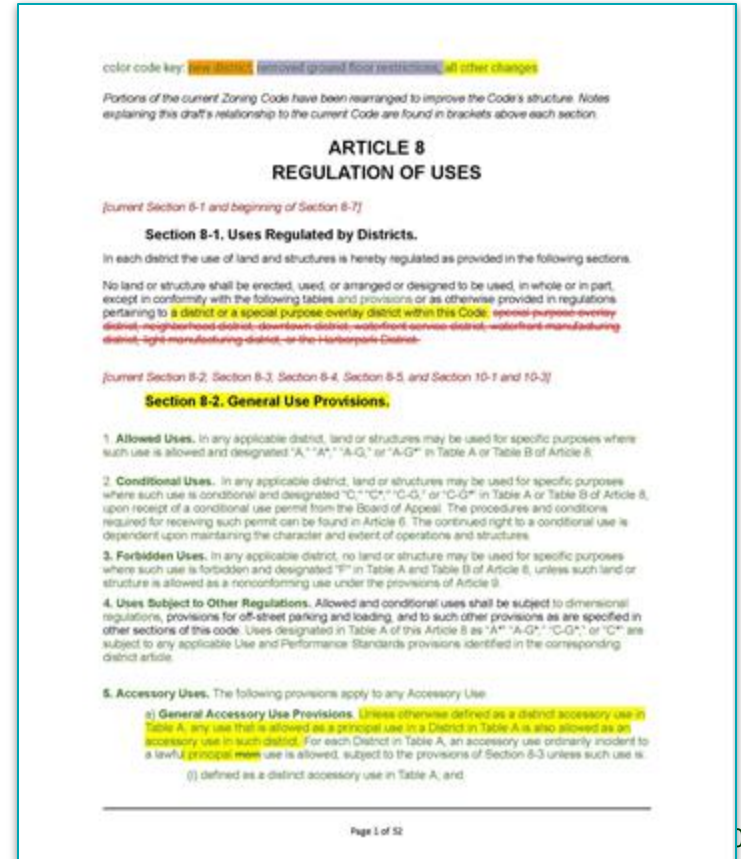 color code key: new district, removed ground floor restrictions, all other changes
Portions of the current Zoning Code have been rearranged to improve the Code's structure. Notes
explaining this draft's relationship to the current Code are found in brackets above each section.
ARTICLE 8
REGULATION OF USES
[current Section 8-1 and beginning of Section 8-7]
Section 8-1. Uses Regulated by Districts.
In each district the use of land and structures is hereby regulated as provided in the following sections.
No land or structure shall be erected, used, or arranged or designed to be used, in whole or in part,
except in conformity with the following tables and provisions or as otherwise provided in regulations
pertaining to a district or a special purpose overlay district within this Code. special purpose overlay
district, neighborhood district, downtown district, waterfront service district, waterfront manufacturing
district, light manufacturing district, or the Harborpark District.
[current Section 8-2, Section 8-3, Section 8-4, Section 8-5, and Section 10-1 and 10-3]
Section 8-2. General Use Provisions.
1. Allowed Uses. In any applicable district, land or structures may be used for specific purposes where
such use is allowed and designated "A," "A*," "A-G," or "A-G*" in Table A or Table B of Article 8.
2. Conditional Uses. In any applicable district, land or structures may be used for specific purposes
where such use is conditional and designated "C," "C*," "C-G," or "C-G*" in Table A or Table B of Article 8,
upon receipt of a conditional use permit from the Board of Appeal. The procedures and conditions
required for receiving such permit can be found in Article 6. The continued right to a conditional use is
dependent upon maintaining the character and extent of operations and structures.
3. Forbidden Uses. In any applicable district, no land or structure may be used for specific purposes
where such use is forbidden and designated "F" in Table A and Table B of Article 8, unless such land or
structure is allowed as a nonconforming use under the provisions of Article 9.
4. Uses Subject to Other Regulations. Allowed and conditional uses shall be subject to dimensional
regulations, provisions for off-street parking and loading, and to such other provisions as are specified in
other sections of this code. Uses designated in Table A of this Article 8 as "A*" "A-G*," "C-G*," or "C*" are
subject to any applicable Use and Performance Standards provisions identified in the corresponding
district article.
5. Accessory Uses. The following provisions apply to any Accessory Use
a) General Accessory Use Provisions. Unless otherwise defined as a distinct accessory use in
Table A, any use that is allowed as a principal use in a District in Table A is also allowed as an
accessory use in such district. For each District in Table A, an accessory use ordinarily incident to
a lawful principal main use is allowed, subject to the provisions of Section 8-3 unless such use is:
(i) defined as a distinct accessory use in Table A; and
Page 1 of 52